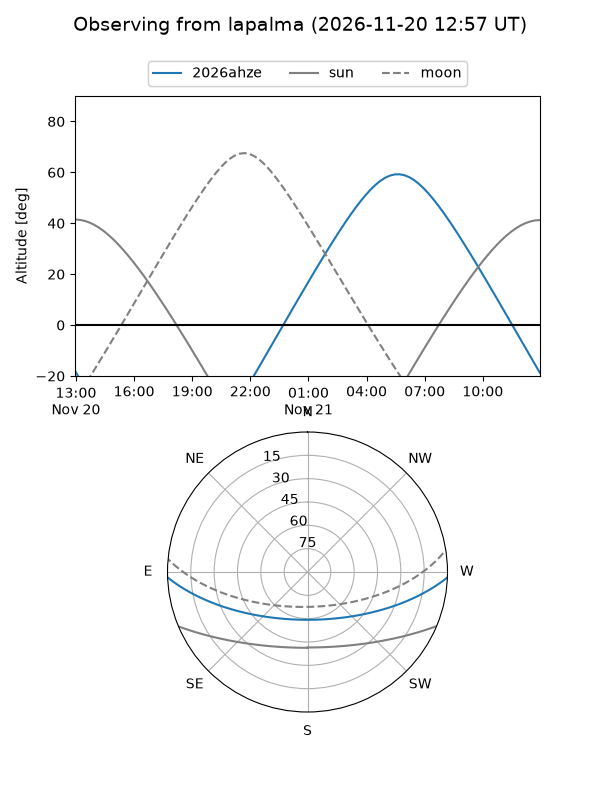 Observing from lapalma (2026-11-20 12:57 UT)
2026ahze sun moon
Altitude [deg]
80
60
40
20
0
−20
13:00 16:00 19:00 22:00 01:00 04:00 07:00 10:00
Nov 20 Nov 21
N
NE NW
15
30
45
60
75
E W
SE SW
S